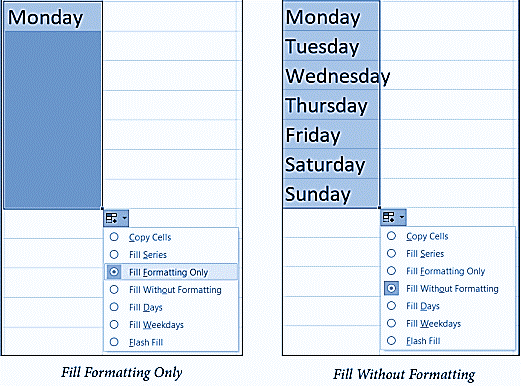 Monday
Copy Cells
Fill Series
Fill Formatting Only
Fill Without Formatting
Fill Days
Fill Weekdays
Flash Fill
Fill Formatting Only
Monday
Tuesday
Wednesday
Thursday
Friday
Saturday
Sunday
Copy Cells
Fill Series
Fill Formatting Only
Fill Without Formatting
Fill Days
Fill Weekdays
Flash Fill
Fill Without Formatting